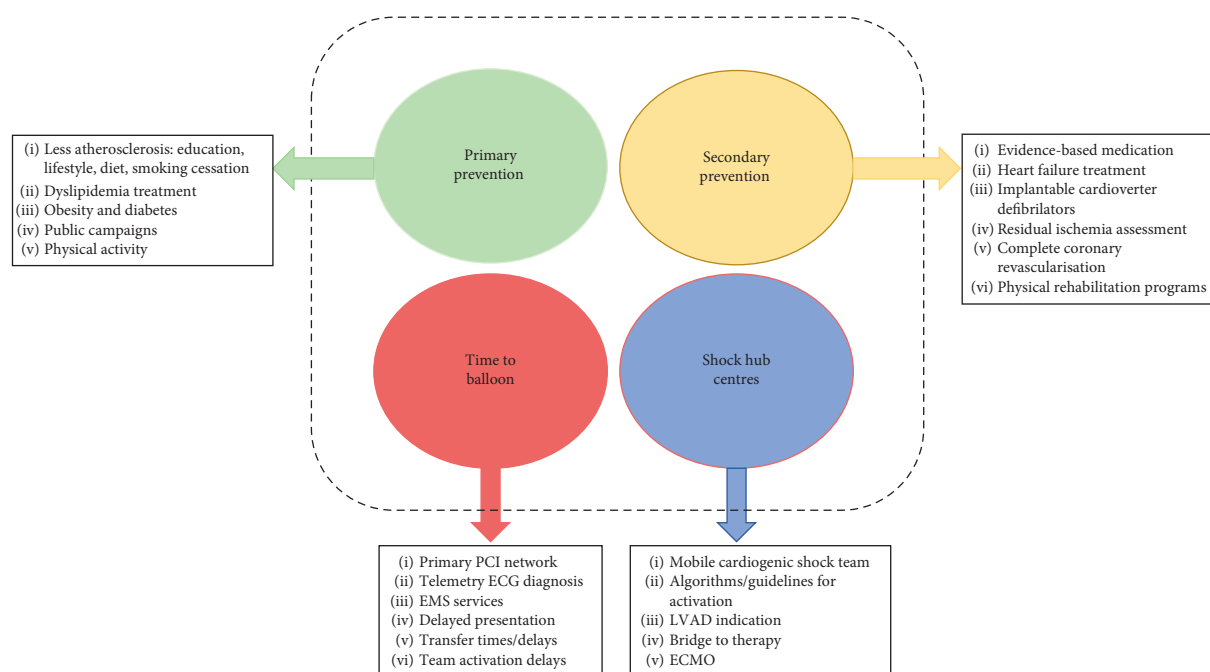 Primary
prevention
Secondary
prevention
Time to
balloon
Shock hub
centres
(i) Less atherosclerosis: education,
lifestyle, diet, smoking cessation
(ii) Dyslipidemia treatment
(iii) Obesity and diabetes
(iv) Public campaigns
(v) Physical activity
(i) Evidence-based medication
(ii) Heart failure treatment
(iii) Implantable cardioverter
defibrilators
(iv) Residual ischemia assessment
(v) Complete coronary
revascularisation
(vi) Physical rehabilitation programs
(i) Primary PCI network
(ii) Telemetry ECG diagnosis
(iii) EMS services
(iv) Delayed presentation
(v) Transfer times/delays
(vi) Team activation delays
(i) Mobile cardiogenic shock team
(ii) Algorithms/guidelines for
activation
(iii) LVAD indication
(iv) Bridge to therapy
(v) ECMO